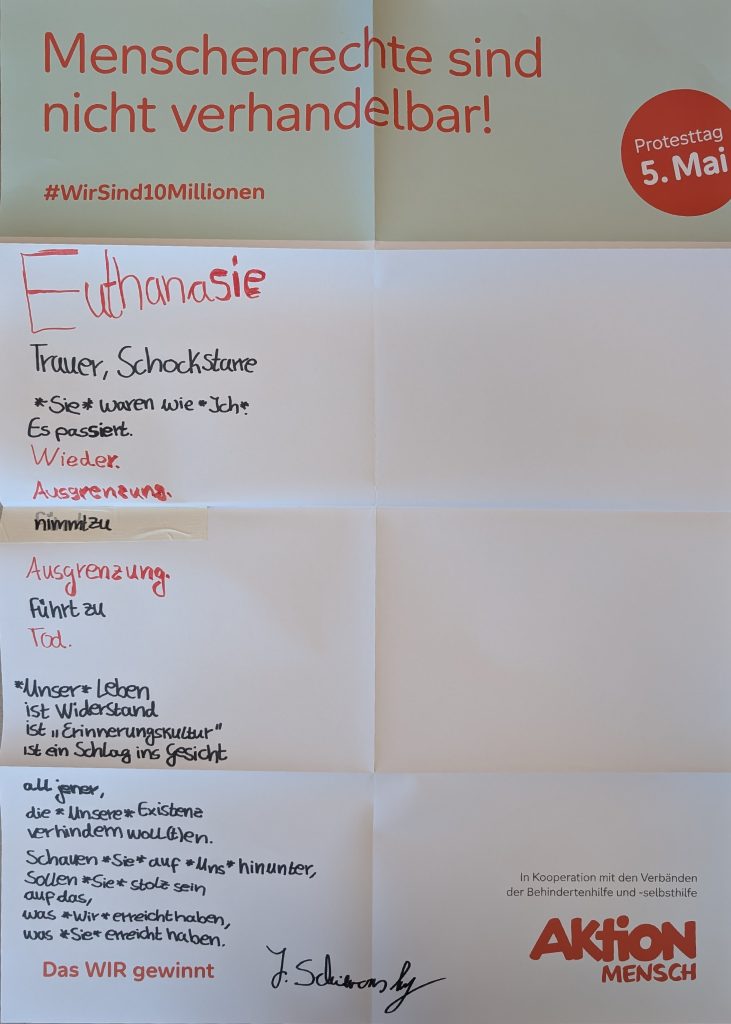 Menschenrechte sind
nicht verhandelbar!
Protesttag
5. Mai
#WirSind10Millionen
Euthanasie
Trauer, Schockstarre
*Sie* waren wie *Ich*.
Es passiert.
Wieder.
Ausgrenzung.
nimmt zu
Ausgrenzung.
führt zu
Tod.
*Unser* Leben
ist Widerstand
ist „Erinnerungskultur"
ist ein Schlag ins Gesicht
all jener,
die *Unsere* Existenz
verhindern woll(t)en.
Schauen *Sie* auf *Uns* hinunter,
Sollen *Sie* stolz sein
auf das,
was *Wir* erreicht haben,
was *Sie* erreicht haben.
In Kooperation mit den Verbänden
der Behindertenhilfe und -selbsthilfe
AKTION
MENSCH
Das WIR gewinnt
J.